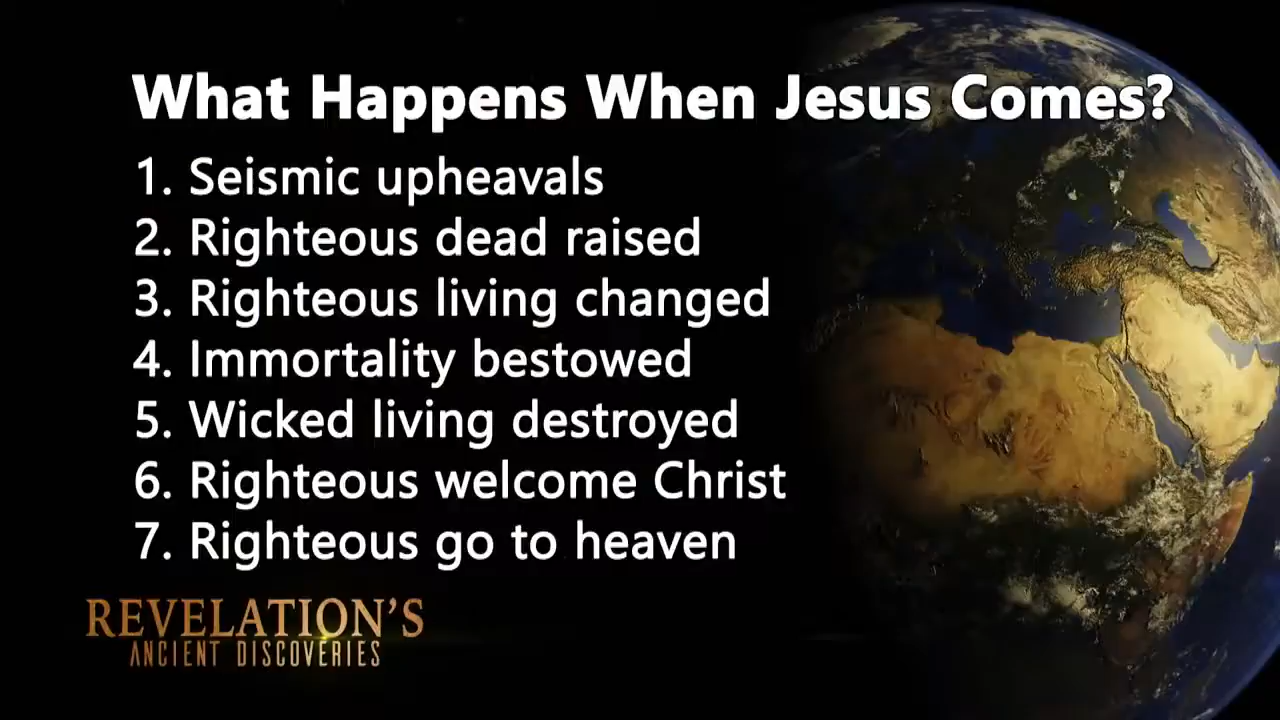 What Happens When Jesus Comes?
1. Seismic upheavals
2. Righteous dead raised
3. Righteous living changed
4. Immortality bestowed
5. Wicked living destroyed
6. Righteous welcome Christ
7. Righteous go to heaven
REVELATION'S
ANCIENT DISCOVERIES